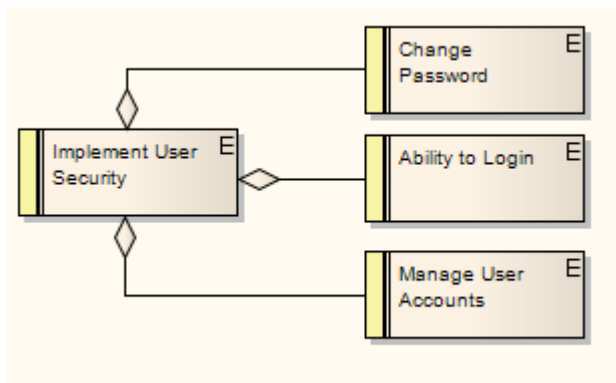 Change E
Password
Implement User E
Security
Ability to Login E
Manage User E
Accounts